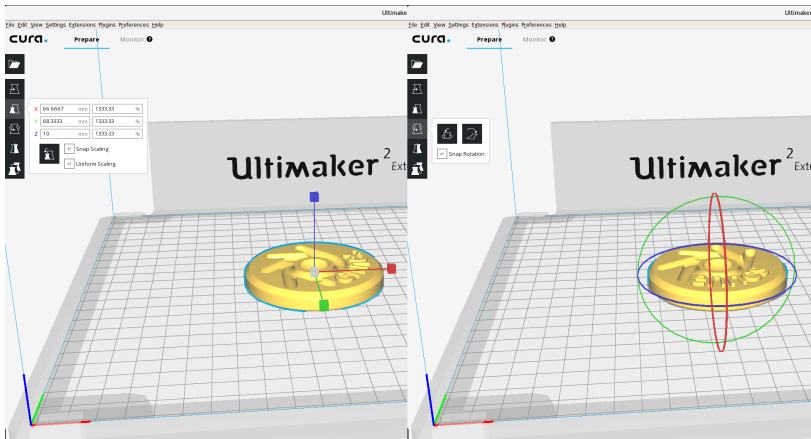 Ultimaker
File Edit View Settings Extensions Plugins Preferences Help
cura. Prepare Monitor
X 66.6667 mm 1333.33 %
Y 68.3333 mm 1333.33 %
Z 10 mm 1333.33 %
Snap Scaling
Uniform Scaling
Ultimaker 2 Ext
Ultimaker
File Edit View Settings Extensions Plugins Preferences Help
cura. Prepare Monitor
Snap Rotation
Ultimaker 2 Ext